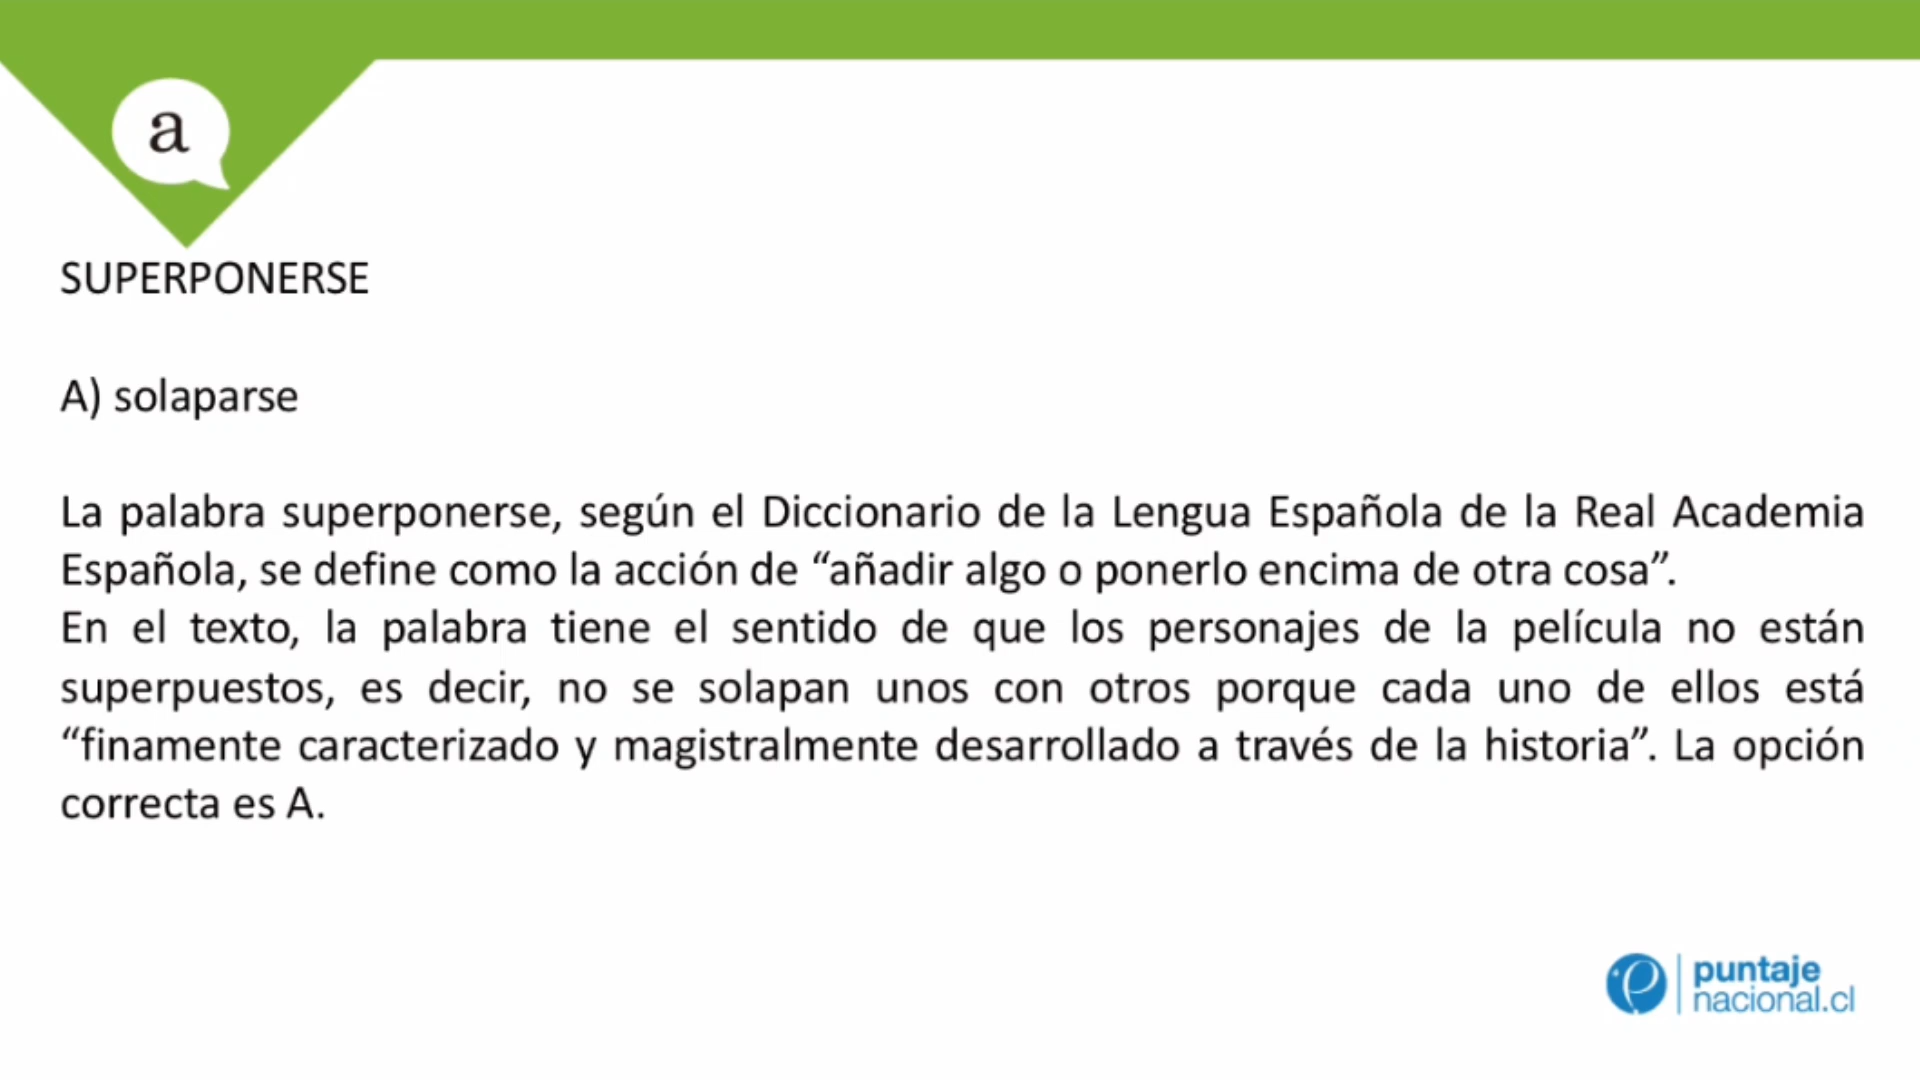 a
SUPERPONERSE
A) solaparse
La palabra superponerse, según el Diccionario de la Lengua Española de la Real Academia
Española, se define como la acción de “añadir algo o ponerlo encima de otra cosa”.
En el texto, la palabra tiene el sentido de que los personajes de la película no están
superpuestos, es decir, no se solapan unos con otros porque cada uno de ellos está
“finamente caracterizado y magistralmente desarrollado a través de la historia”. La opción
correcta es A.
puntaje
nacional.cl